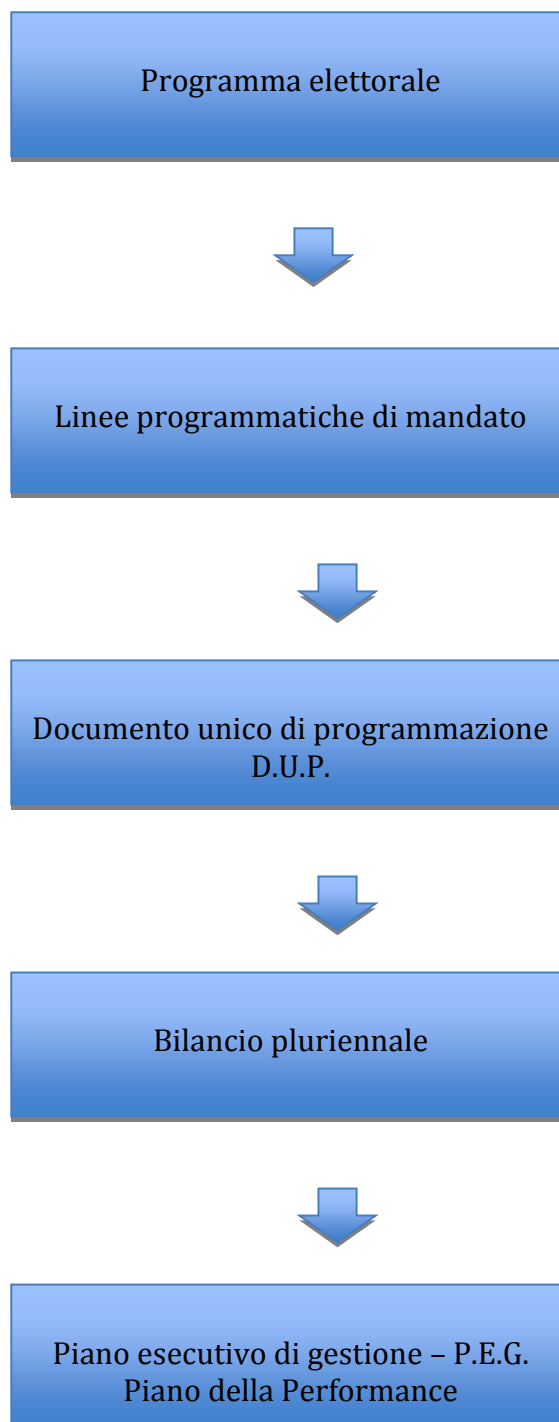 Programma elettorale
Linee programmatiche di mandato
Documento unico di programmazione
D.U.P.
Bilancio pluriennale
Piano esecutivo di gestione – P.E.G.
Piano della Performance